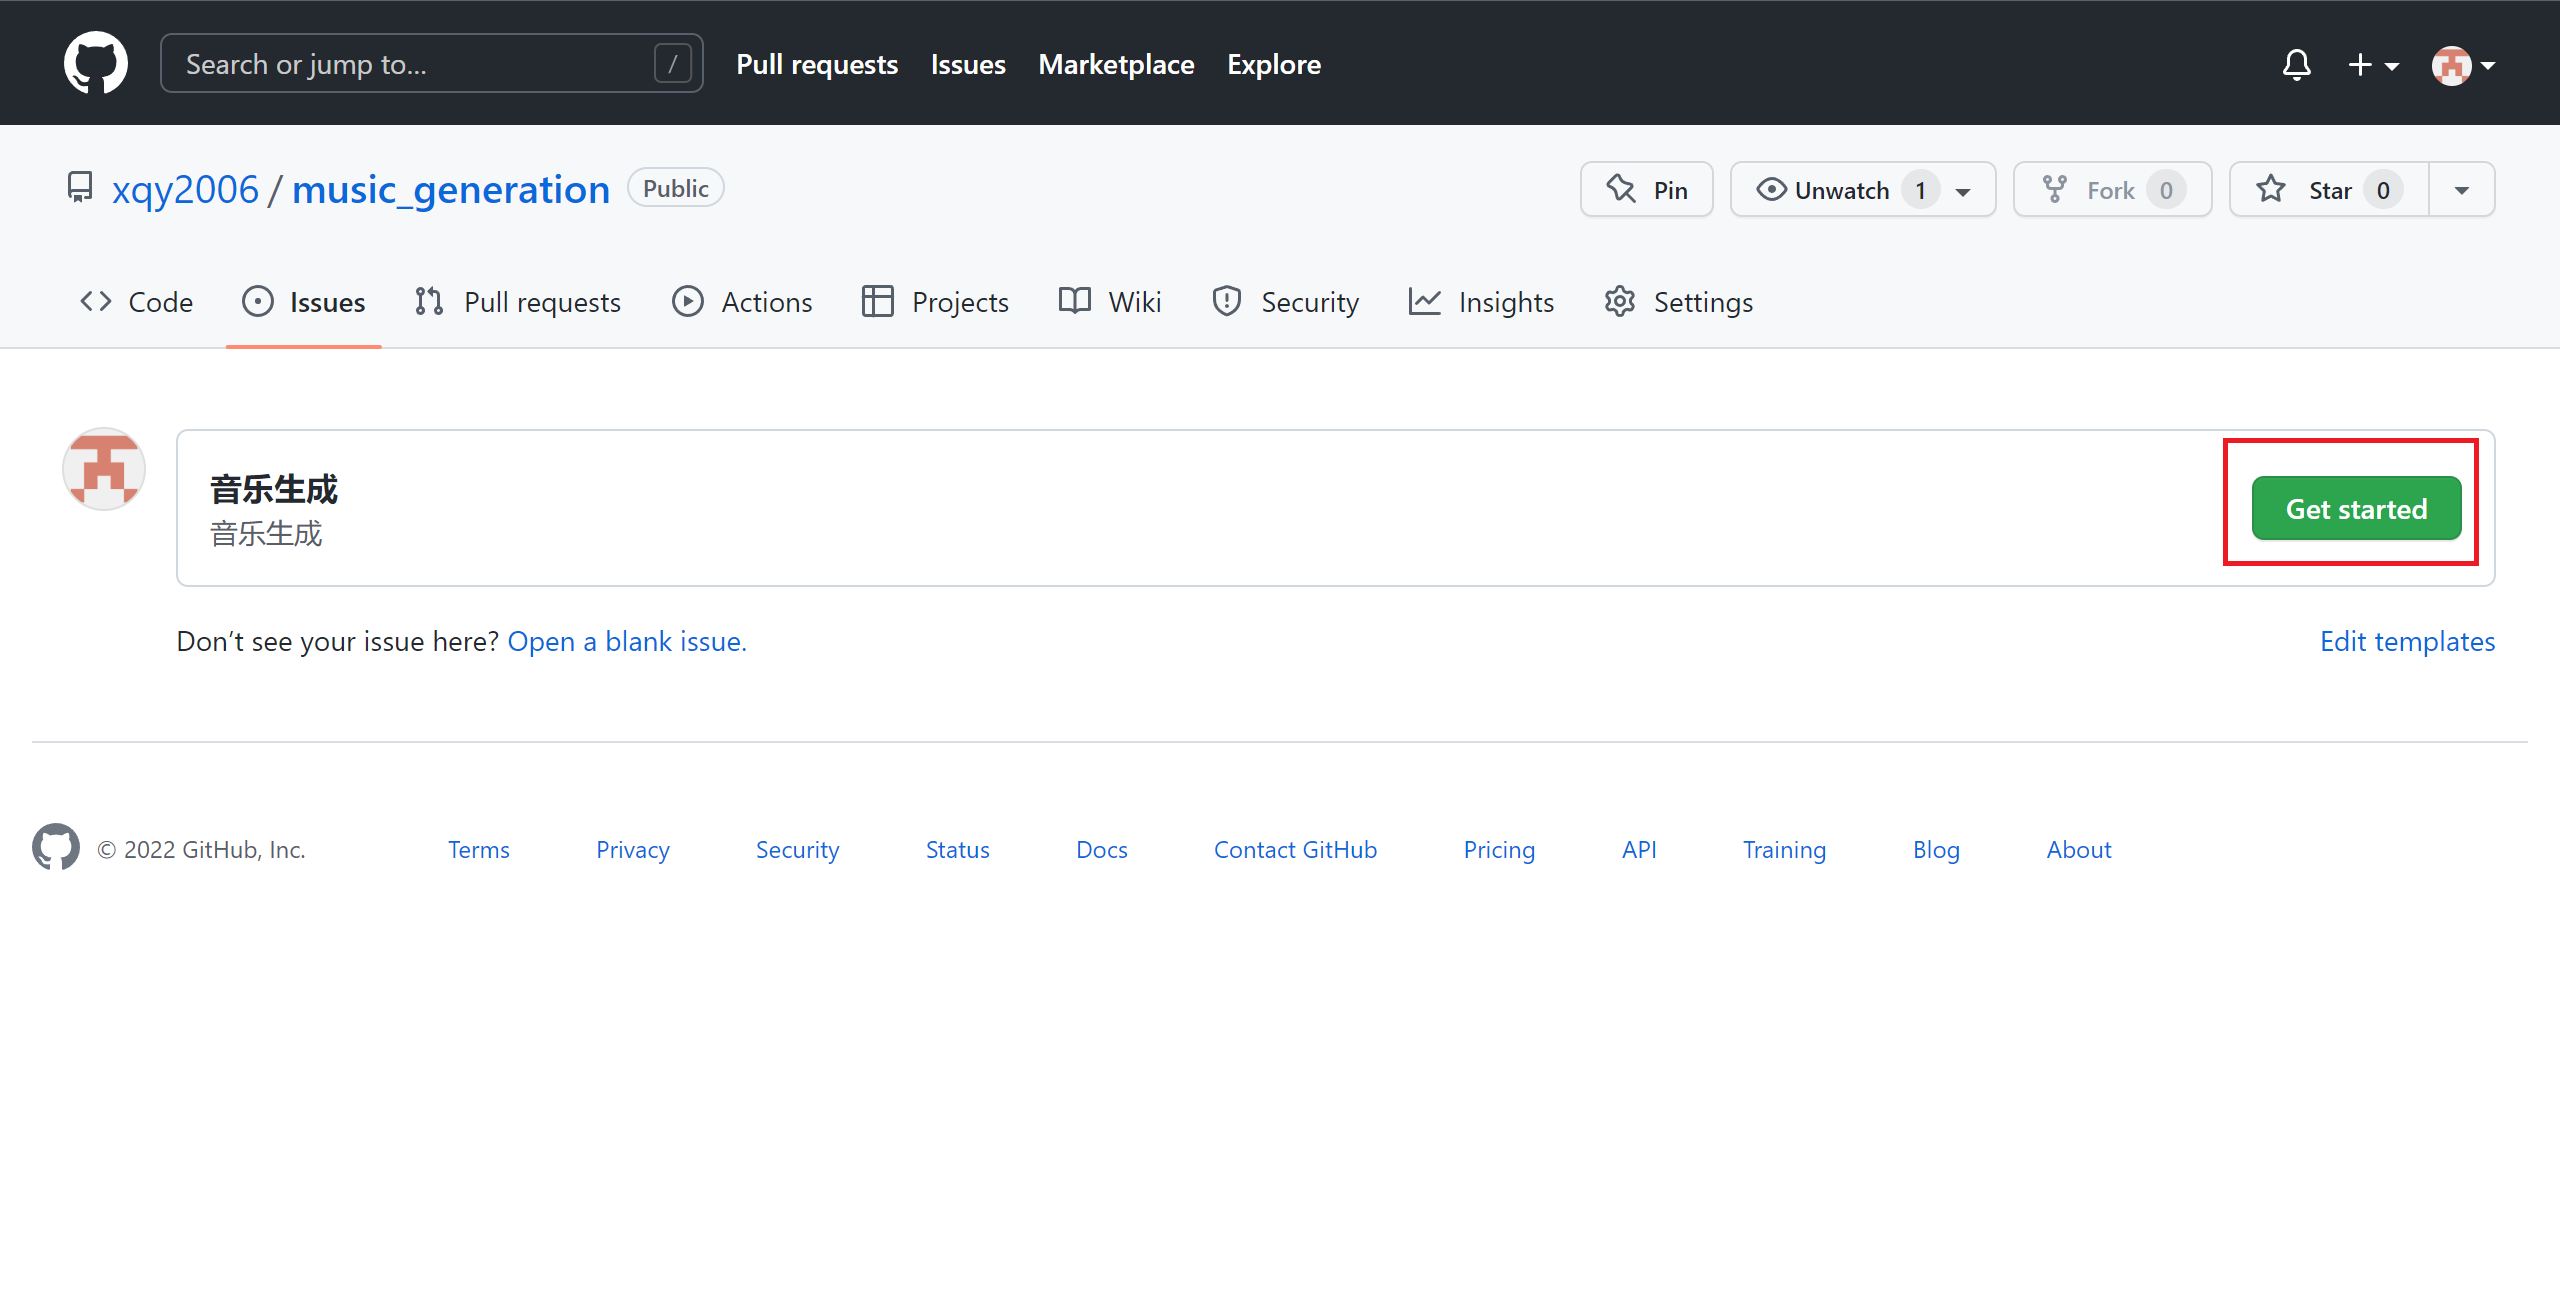 Search or jump to... / Pull requests Issues Marketplace Explore
xqy2006 / music_generation Public Pin Unwatch 1 Fork 0 Star 0
Code Issues Pull requests Actions Projects Wiki Security Insights Settings
音乐生成
音乐生成
Get started
Don’t see your issue here? Open a blank issue. Edit templates
© 2022 GitHub, Inc. Terms Privacy Security Status Docs Contact GitHub Pricing API Training Blog About